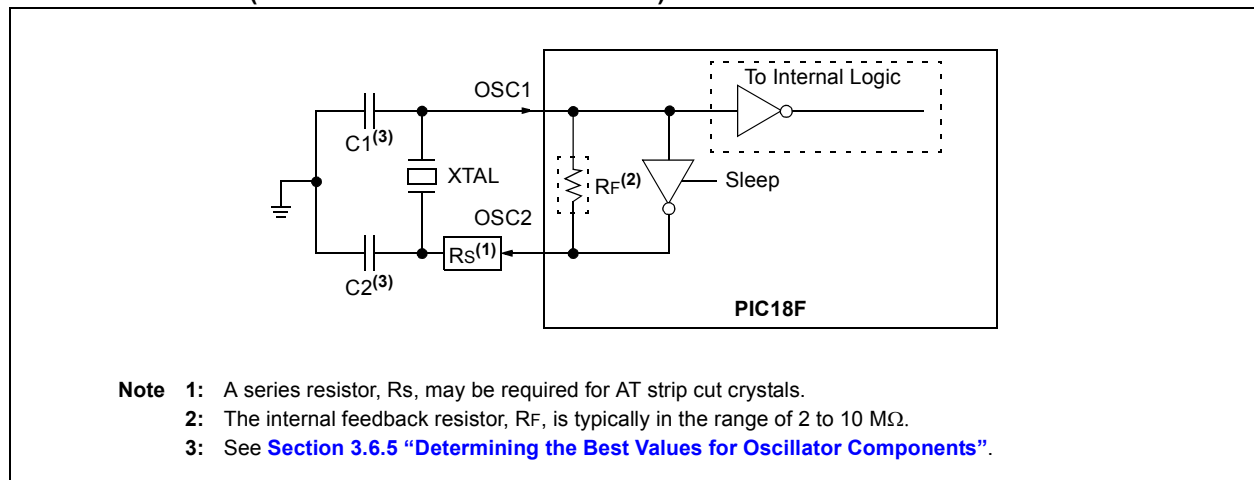 To Internal Logic
OSC1
C1(3)
XTAL
RF(2)
Sleep
OSC2
RS(1)
C2(3)
PIC18F
Note 1: A series resistor, Rs, may be required for AT strip cut crystals.
2: The internal feedback resistor, RF, is typically in the range of 2 to 10 MΩ.
3: See Section 3.6.5 “Determining the Best Values for Oscillator Components”.